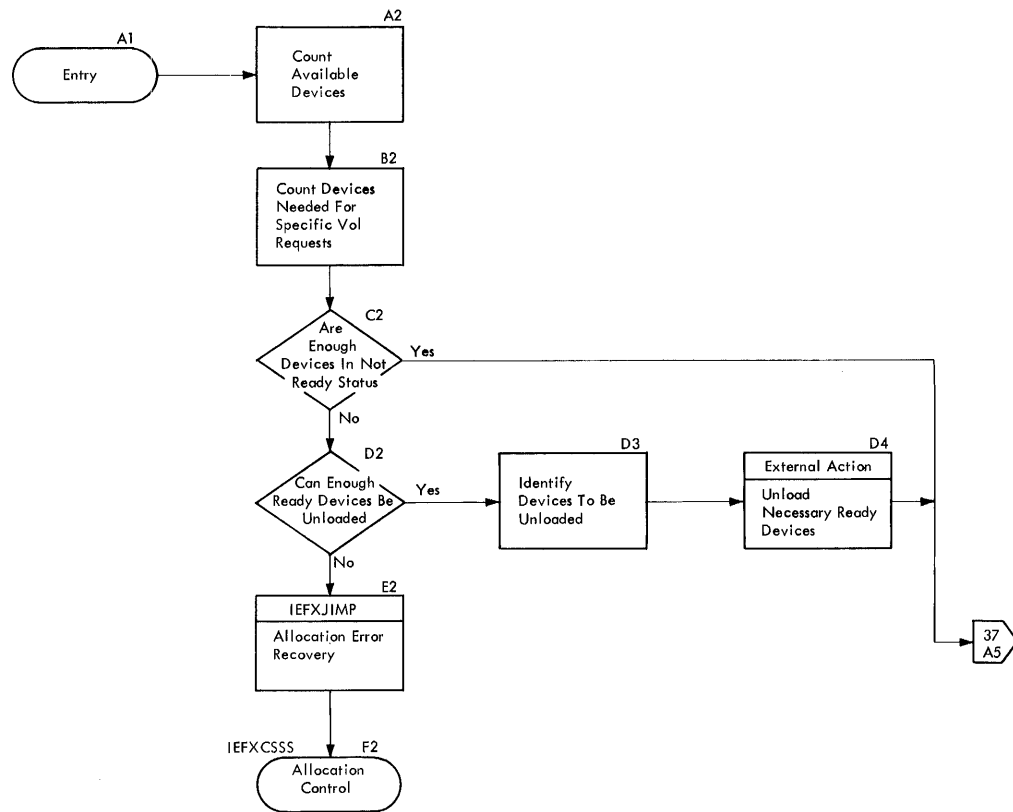 A1
Entry
A2
Count
Available
Devices
B2
Count Devices
Needed For
Specific Vol
Requests
C2
Are
Enough
Devices In Not
Ready Status
Yes
No
D2
Can Enough
Ready Devices Be
Unloaded
Yes
No
D3
Identify
Devices To Be
Unloaded
D4
External Action
Unload
Necessary Ready
Devices
E2
IEFXJIMP
Allocation Error
Recovery
37
A5
IEFXCSSS
F2
Allocation
Control